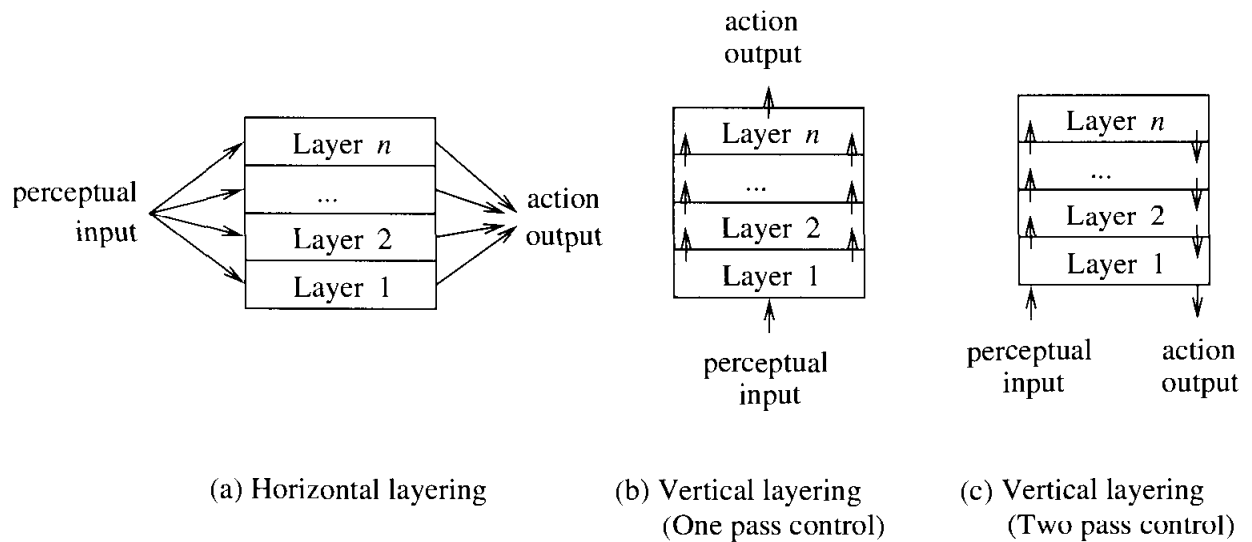 perceptual
input
Layer n
...
Layer 2
Layer 1
action
output
(a) Horizontal layering
action
output
Layer n
...
Layer 2
Layer 1
perceptual
input
(b) Vertical layering
(One pass control)
Layer n
...
Layer 2
Layer 1
perceptual
input
action
output
(c) Vertical layering
(Two pass control)